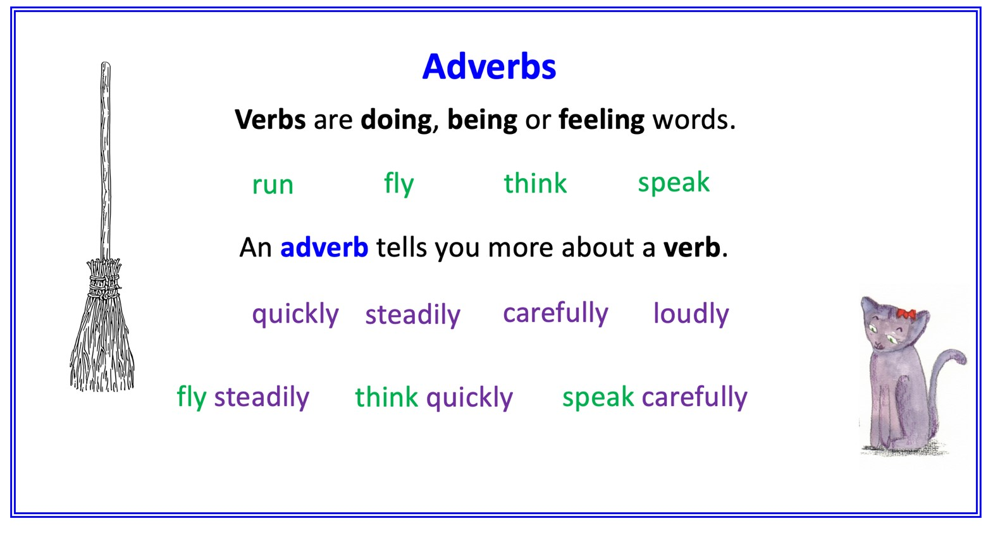 Adverbs
Verbs are doing, being or feeling words.
run fly think speak
An adverb tells you more about a verb.
quickly steadily carefully loudly
fly steadily think quickly speak carefully